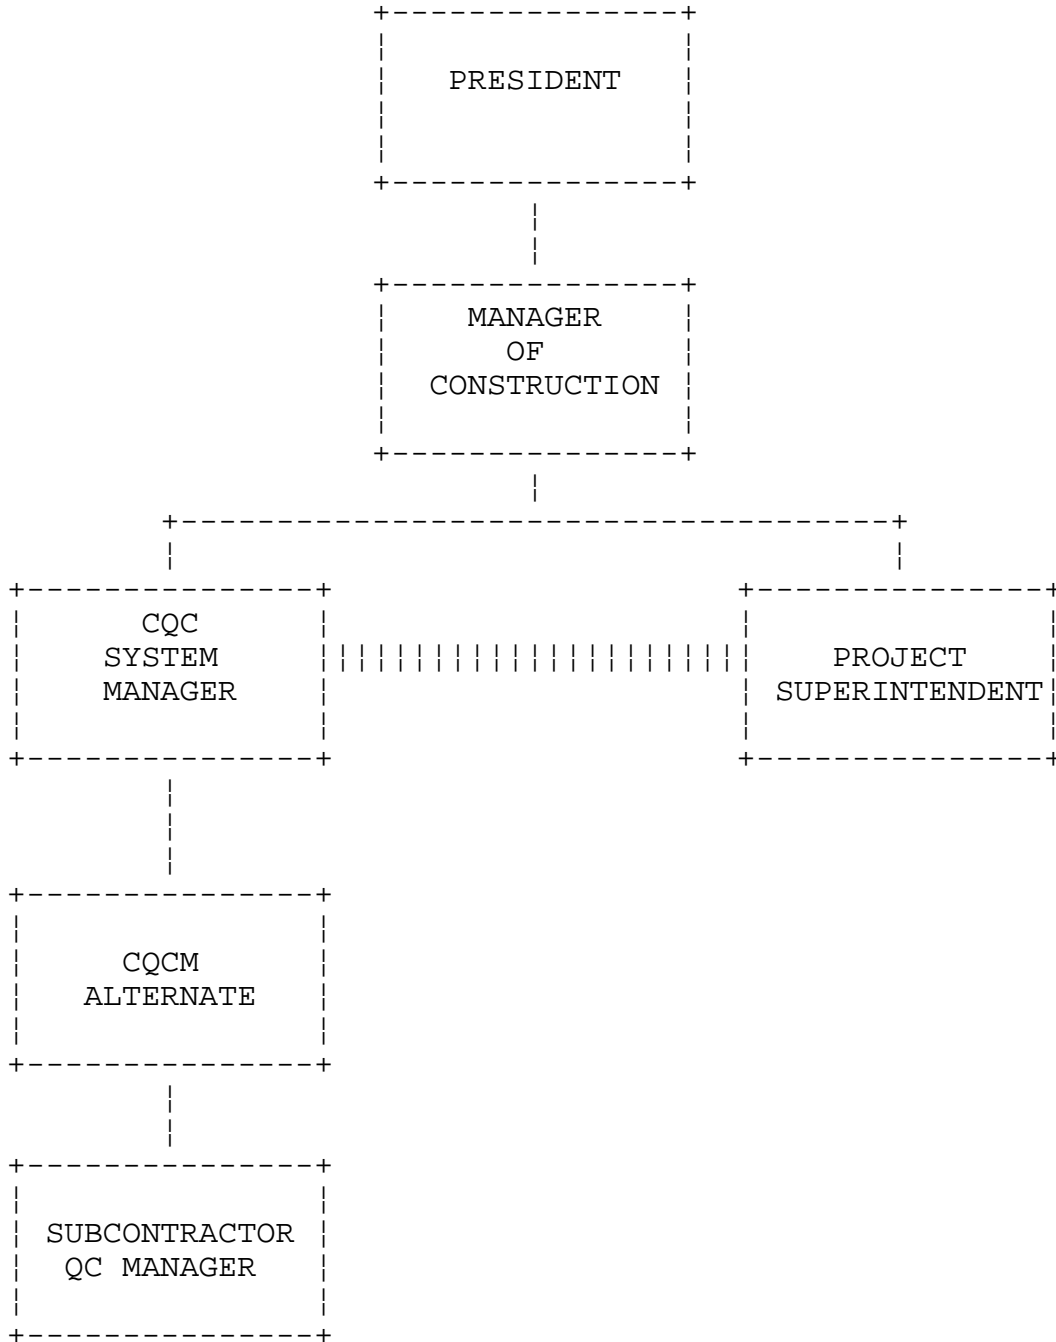 PRESIDENT
MANAGER
OF
CONSTRUCTION
CQC
SYSTEM
MANAGER
PROJECT
SUPERINTENDENT
CQCM
ALTERNATE
SUBCONTRACTOR
QC MANAGER